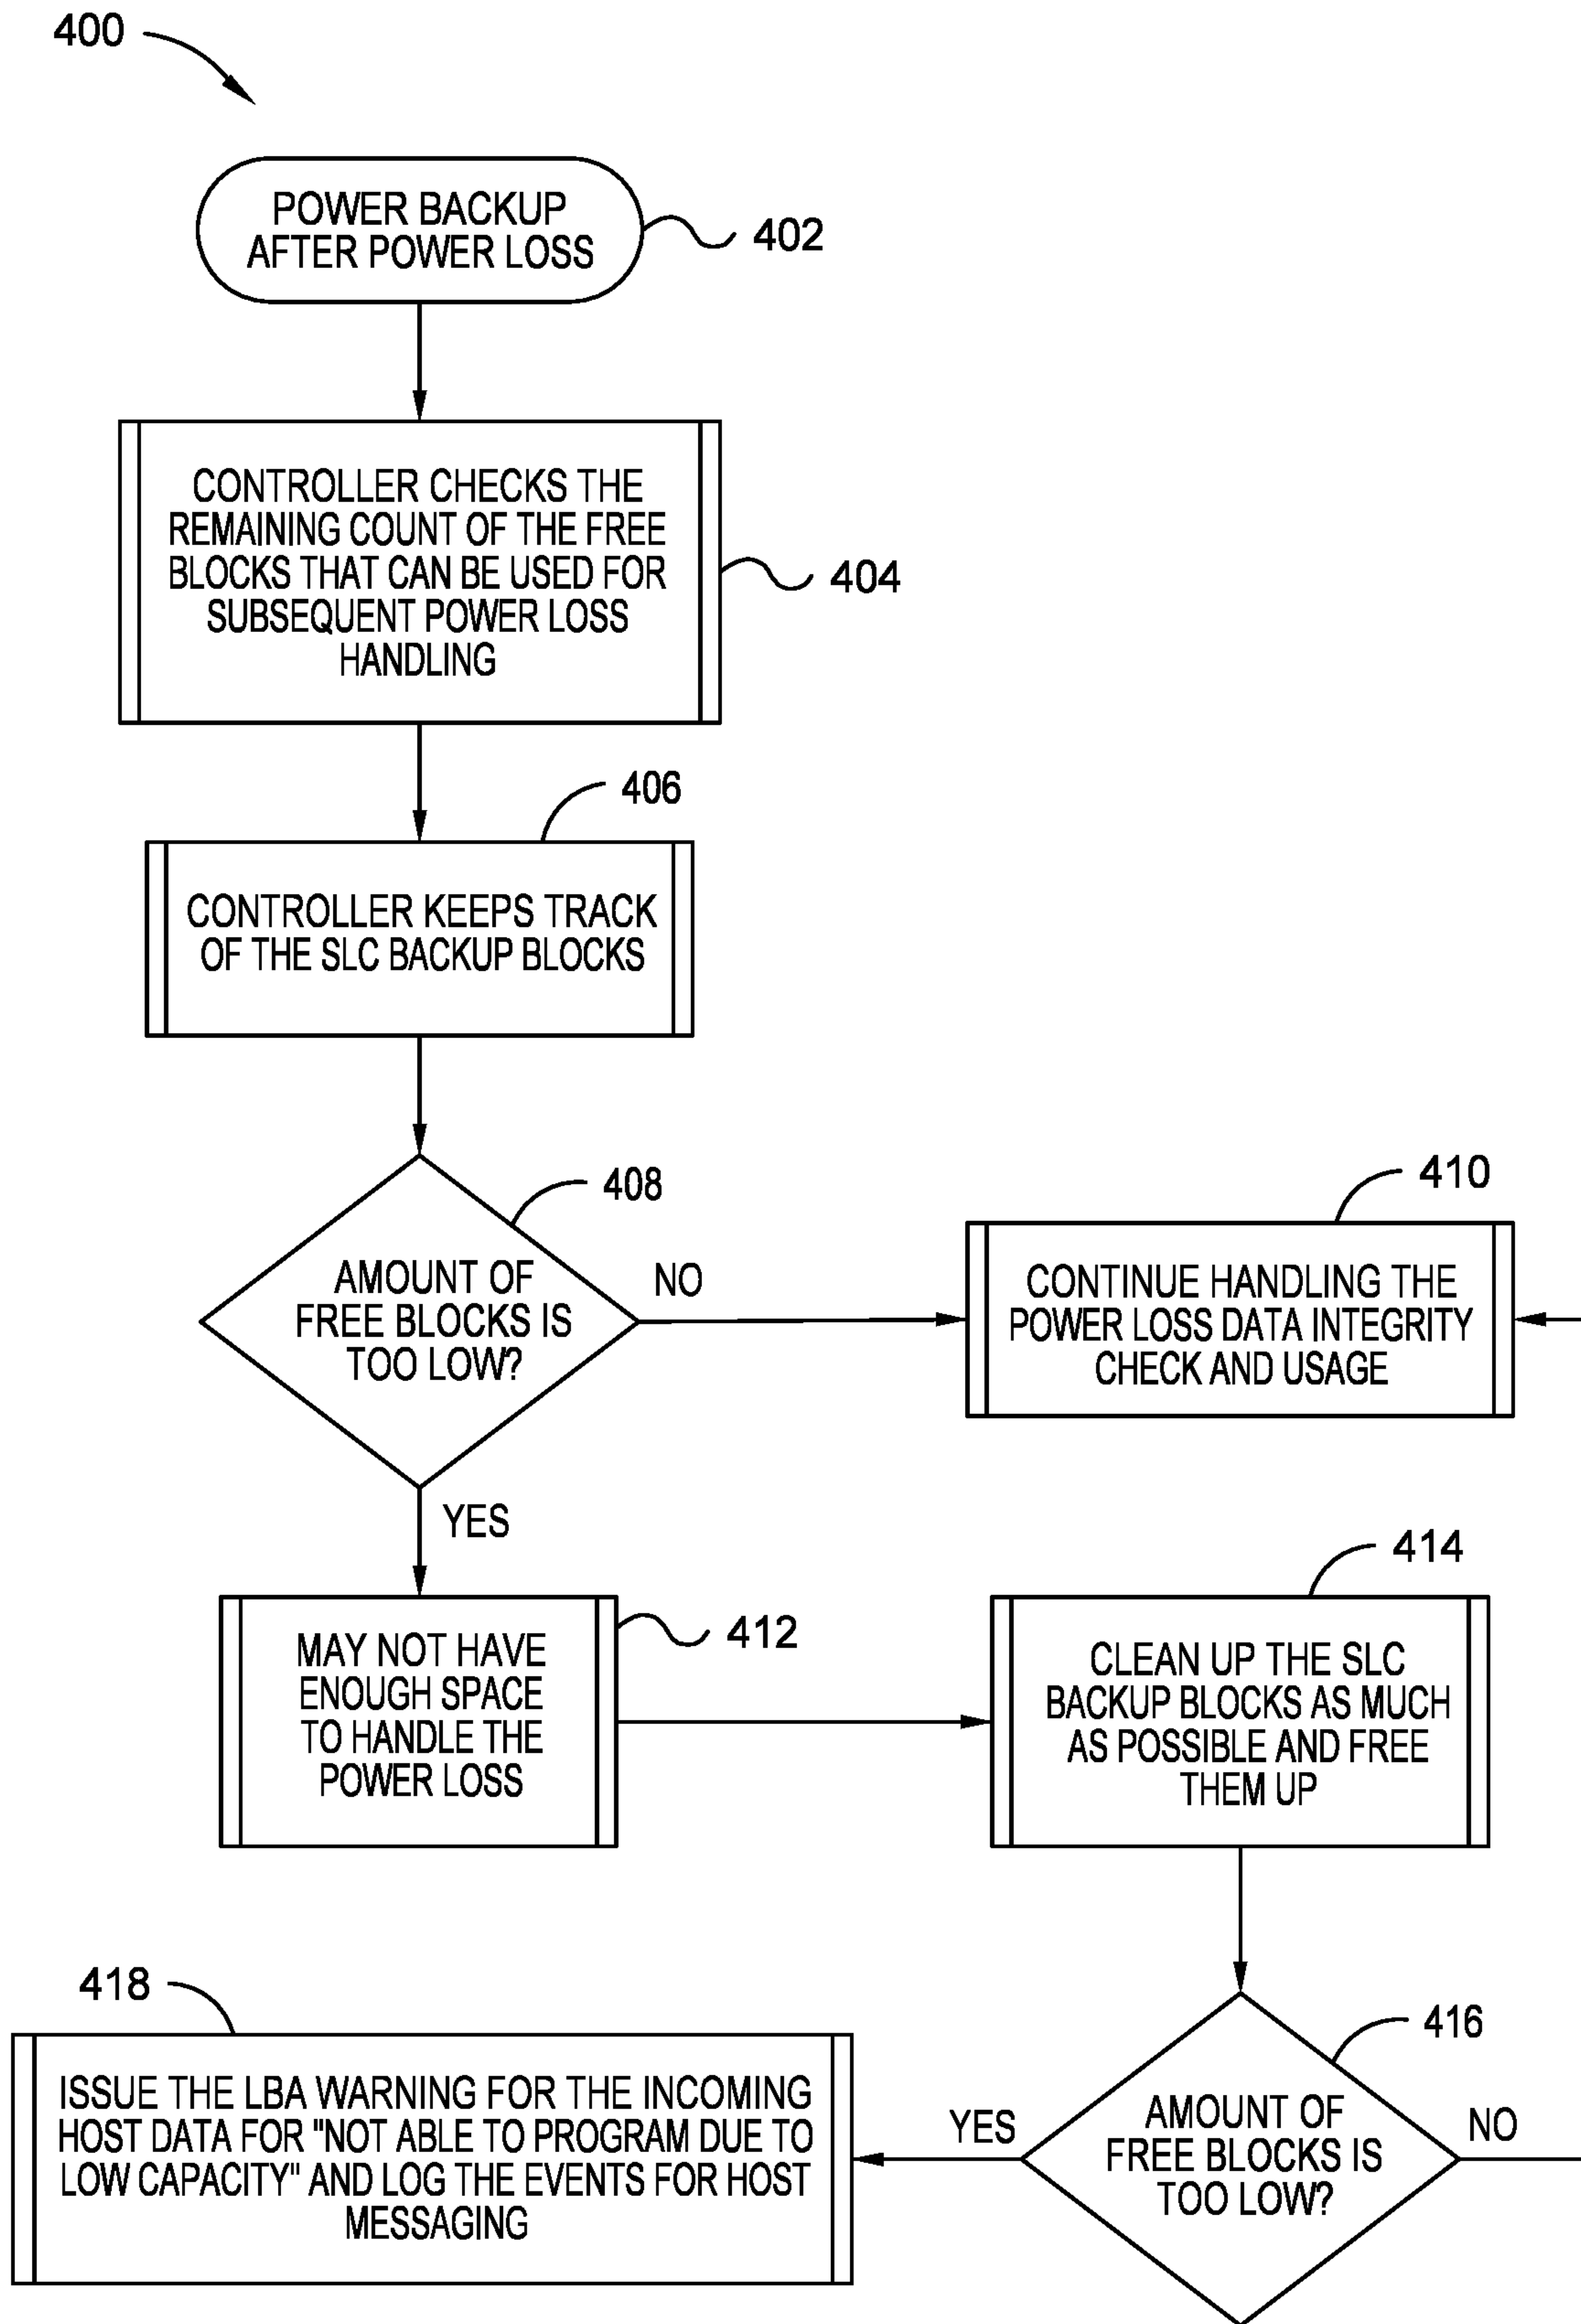 400
POWER BACKUP
AFTER POWER LOSS
402
CONTROLLER CHECKS THE
REMAINING COUNT OF THE FREE
BLOCKS THAT CAN BE USED FOR
SUBSEQUENT POWER LOSS
HANDLING
404
406
CONTROLLER KEEPS TRACK
OF THE SLC BACKUP BLOCKS
408
AMOUNT OF
FREE BLOCKS IS
TOO LOW?
NO
410
CONTINUE HANDLING THE
POWER LOSS DATA INTEGRITY
CHECK AND USAGE
YES
MAY NOT HAVE
ENOUGH SPACE
TO HANDLE THE
POWER LOSS
412
414
CLEAN UP THE SLC
BACKUP BLOCKS AS MUCH
AS POSSIBLE AND FREE
THEM UP
416
AMOUNT OF
FREE BLOCKS IS
TOO LOW?
YES
NO
418
ISSUE THE LBA WARNING FOR THE INCOMING
HOST DATA FOR "NOT ABLE TO PROGRAM DUE TO
LOW CAPACITY" AND LOG THE EVENTS FOR HOST
MESSAGING